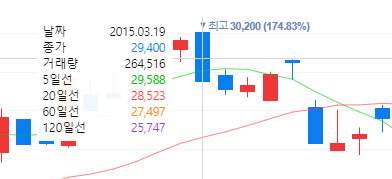 ▼최고 30,200 (174.83%)
날짜 2015.03.19
종가 29,400
거래량 264,516
5일선 29,588
20일선 28,523
60일선 27,497
120일선 25,747